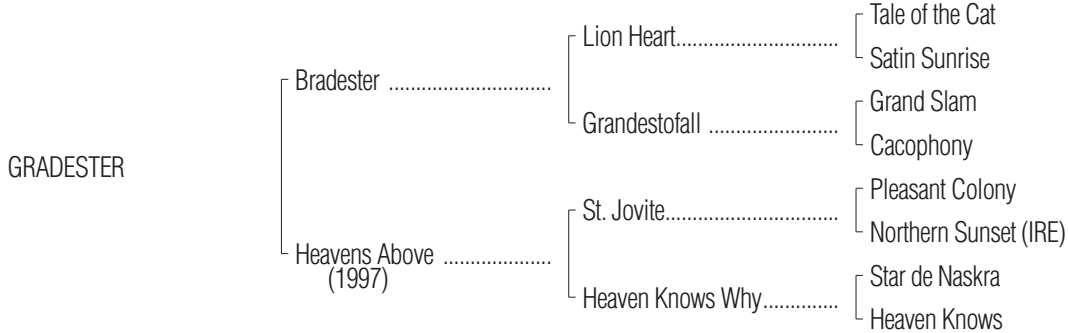 Tale of the Cat
Lion Heart..............................
Satin Sunrise
Bradester ..............................
Grand Slam
Grandestofall ........................
Cacophony
GRADESTER
Pleasant Colony
St. Jovite................................
Northern Sunset (IRE)
Heavens Above ....................
(1997)
Star de Naskra
Heaven Knows Why..............
Heaven Knows